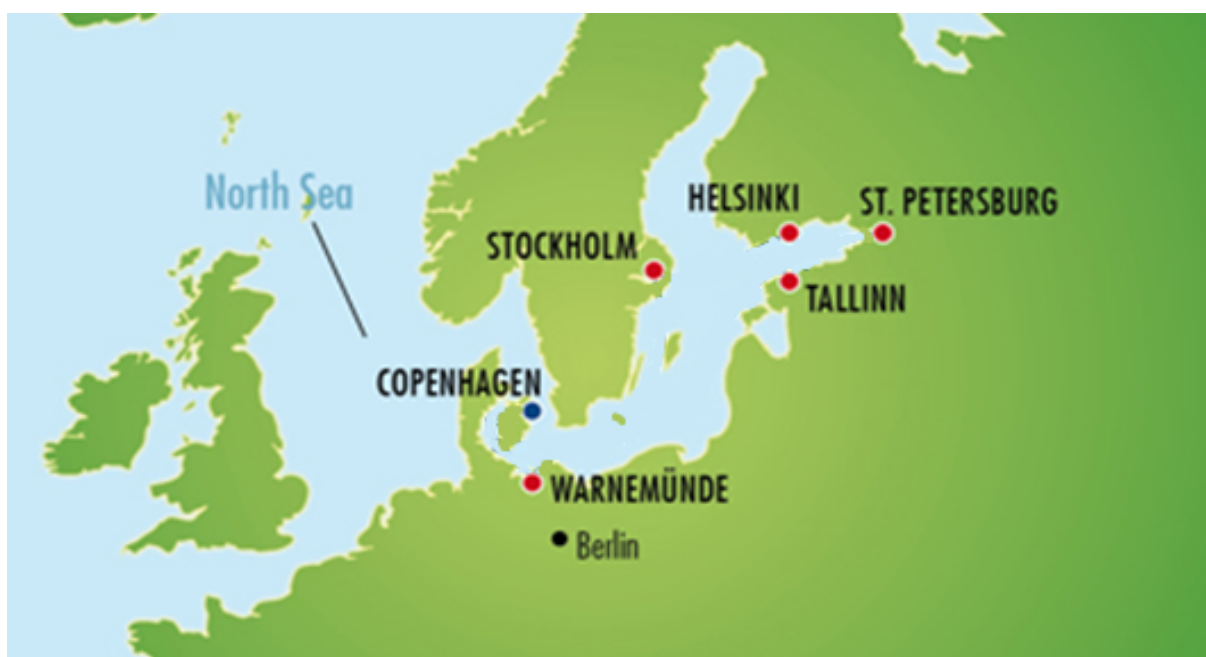 North Sea
HELSINKI
ST. PETERSBURG
STOCKHOLM
TALLINN
COPENHAGEN
WARNEMÜNDE
Berlin